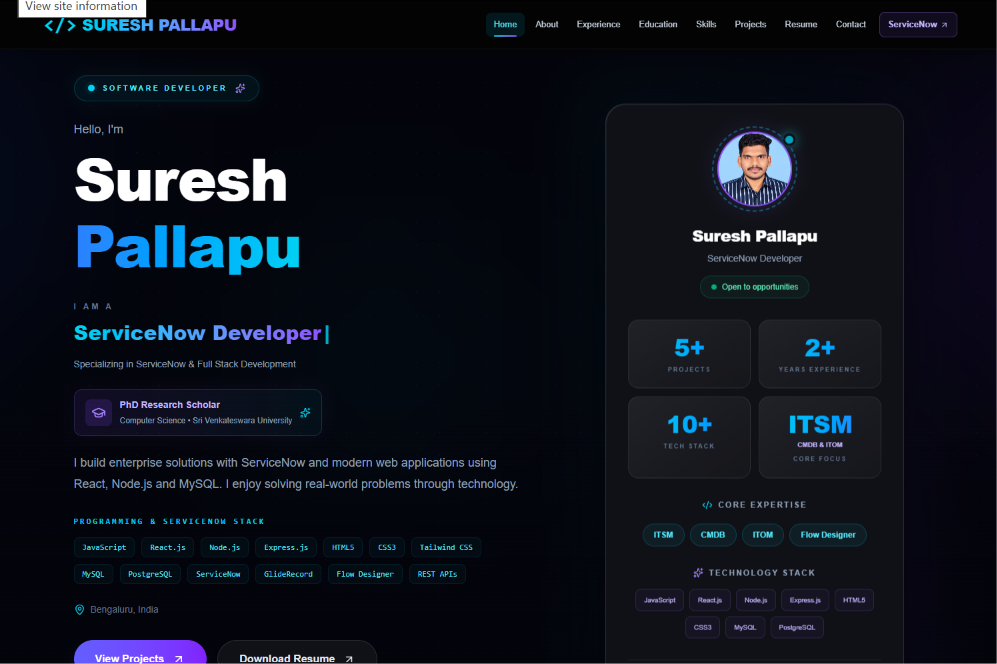 View site information
</> SURESH PALLAPU
Home About Experience Education Skills Projects Resume Contact ServiceNow ↗
SOFTWARE DEVELOPER
Hello, I'm
Suresh
Pallapu
I AM A
ServiceNow Developer|
Specializing in ServiceNow & Full Stack Development
PhD Research Scholar
Computer Science • Sri Venkateswara University
I build enterprise solutions with ServiceNow and modern web applications using
React, Node.js and MySQL. I enjoy solving real-world problems through technology.
PROGRAMMING & SERVICENOW STACK
JavaScript React.js Node.js Express.js HTML5 CSS3 Tailwind CSS
MySQL PostgreSQL ServiceNow GlideRecord Flow Designer REST APIs
Bengaluru, India
View Projects ↗ Download Resume ↗
Suresh Pallapu
ServiceNow Developer
Open to opportunities
5+ 2+
PROJECTS YEARS EXPERIENCE
10+ ITSM
TECH STACK CMDB & ITOM
CORE FOCUS
</> CORE EXPERTISE
ITSM CMDB ITOM Flow Designer
TECHNOLOGY STACK
JavaScript React.js Node.js Express.js HTML5
CSS3 MySQL PostgreSQL